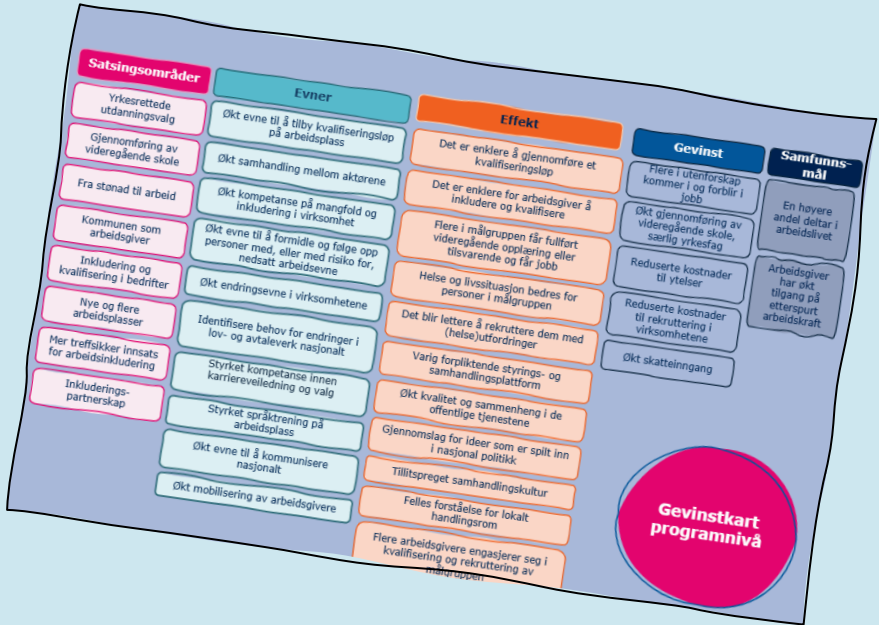 Satsingsområder
Yrkesrettede
utdanningsvalg
Gjennomføring av
videregående skole
Fra stønad til arbeid
Kommunen som
arbeidsgiver
Inkludering og
kvalifisering i bedrifter
Nye og flere
arbeidsplasser
Mer treffsikker innsats
for arbeidsinkludering
Inkluderings-
partnerskap
Evner
Økt evne til å tilby kvalifiseringsløp
på arbeidsplass
Økt samhandling mellom aktørene
Økt kompetanse på mangfold og
inkludering i virksomhet
Økt evne til å formidle og følge opp
personer med, eller med risiko for,
nedsatt arbeidsevne
Økt endringsevne i virksomhetene
Identifisere behov for endringer i
lov- og avtaleverk nasjonalt
Styrket kompetanse innen
karriereveiledning og valg
Styrket språktrening på
arbeidsplass
Økt evne til å kommunisere
nasjonalt
Økt mobilisering av arbeidsgivere
Effekt
Det er enklere å gjennomføre et
kvalifiseringsløp
Det er enklere for arbeidsgiver å
inkludere og kvalifisere
Flere i målgruppen får fullført
videregående opplæring eller
tilsvarende og får jobb
Helse og livssituasjon bedres for
personer i målgruppen
Det blir lettere å rekruttere dem med
(helse)utfordringer
Varig forpliktende styrings- og
samhandlingsplattform
Økt kvalitet og sammenheng i de
offentlige tjenestene
Gjennomslag for ideer som er spilt inn
i nasjonal politikk
Tillitspreget samhandlingskultur
Felles forståelse for lokalt
handlingsrom
Flere arbeidsgivere engasjerer seg i
kvalifisering og rekruttering av
målgruppen
Gevinst
Flere i utenforskap
kommer i og forblir i
jobb
Økt gjennomføring av
videregående skole,
særlig yrkesfag
Reduserte kostnader
til ytelser
Reduserte kostnader
til rekruttering i
virksomhetene
Økt skatteinngang
Samfunns-
mål
En høyere
andel deltar i
arbeidslivet
Arbeidsgiver
har økt
tilgang på
etterspurt
arbeidskraft
Gevinstkart
programnivå